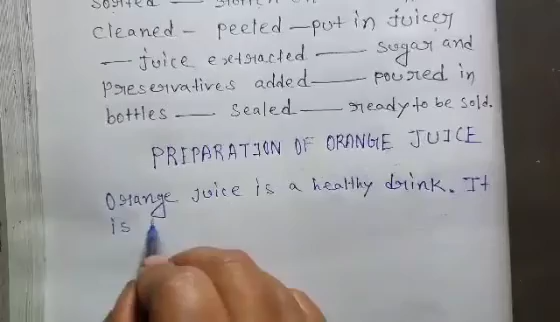 cleaned - peeled - put in juicer
— juice extracted — sugar and
preservatives added — poured in
bottles — sealed — ready to be sold.
PREPARATION OF ORANGE JUICE
Orange juice is a healthy drink. It
is